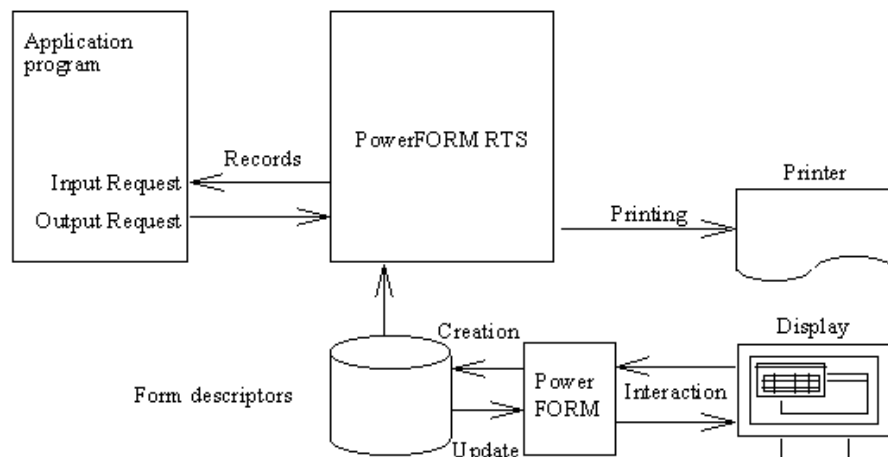 Application
program
PowerFORM RTS
Records
Input Request
Output Request
Printer
Printing
Creation
Display
Form descriptors
Power
FORM
Interaction
Update